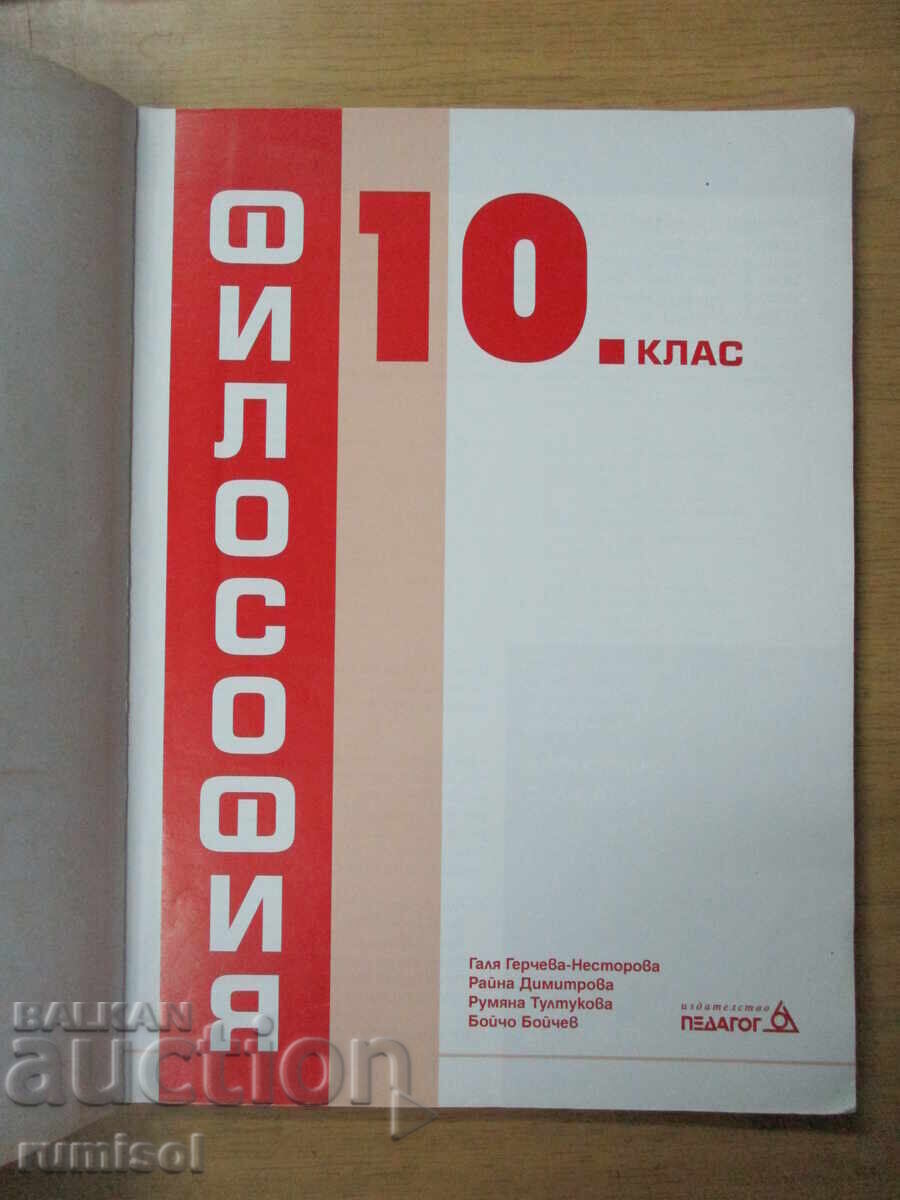 ФИЛОСОФИЯ
10. КЛАС
Галя Герчева-Несторова
Райна Димитрова
Румяна Тултукова
Бойчо Бойчев
издателство
ПЕДАГОГ 6
BALKAN
auction
rumisol